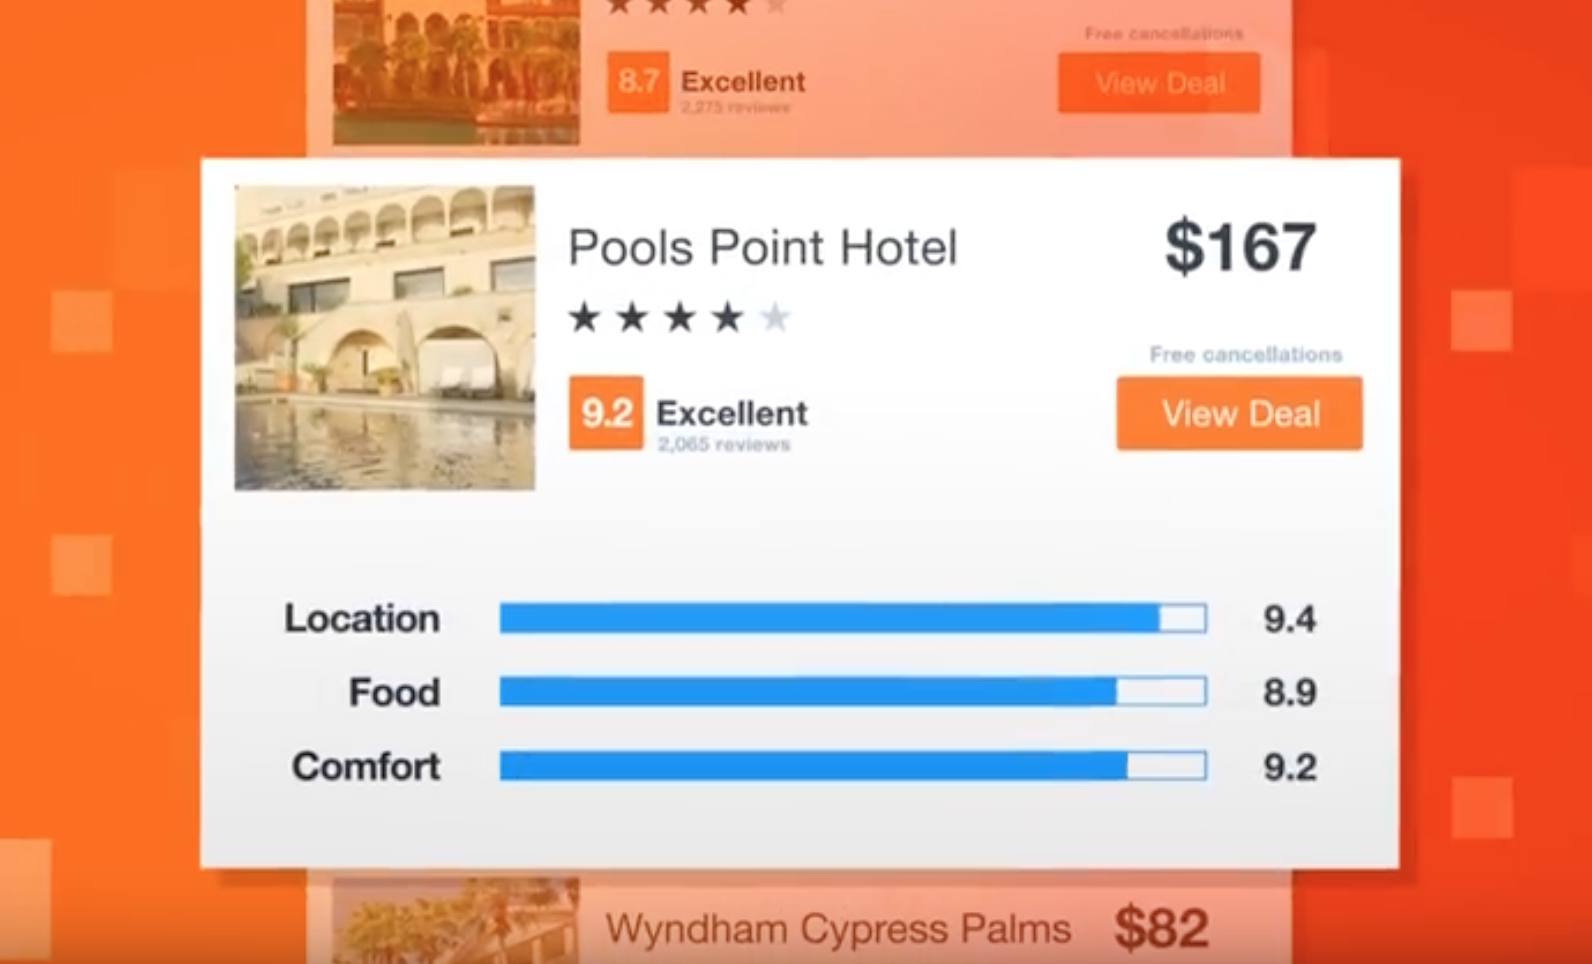 Free cancellations
8.7 Excellent View Deal
2,275 reviews
Pools Point Hotel $167
Free cancellations
9.2 Excellent View Deal
2,065 reviews
Location 9.4
Food 8.9
Comfort 9.2
Wyndham Cypress Palms $82